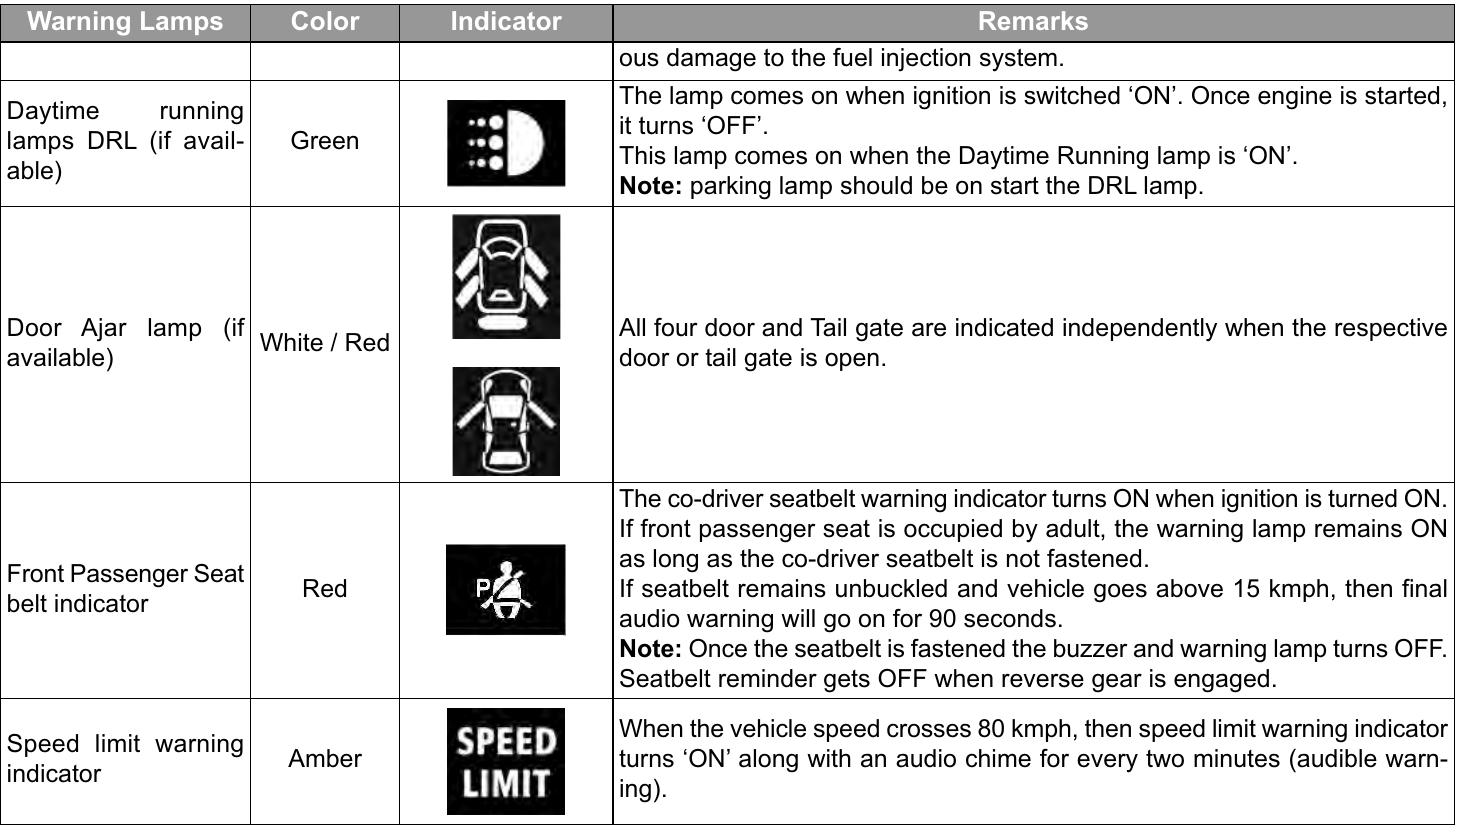 Warning Lamps Color Indicator Remarks
ous damage to the fuel injection system.
Daytime running
lamps DRL (if avail-
able)
Green
The lamp comes on when ignition is switched ‘ON’. Once engine is started,
it turns ‘OFF’.
This lamp comes on when the Daytime Running lamp is ‘ON’.
Note: parking lamp should be on start the DRL lamp.
Door Ajar lamp (if
available)
White / Red
All four door and Tail gate are indicated independently when the respective
door or tail gate is open.
Front Passenger Seat
belt indicator
Red
P
The co-driver seatbelt warning indicator turns ON when ignition is turned ON.
If front passenger seat is occupied by adult, the warning lamp remains ON
as long as the co-driver seatbelt is not fastened.
If seatbelt remains unbuckled and vehicle goes above 15 kmph, then final
audio warning will go on for 90 seconds.
Note: Once the seatbelt is fastened the buzzer and warning lamp turns OFF.
Seatbelt reminder gets OFF when reverse gear is engaged.
Speed limit warning
indicator
Amber
SPEED
LIMIT
When the vehicle speed crosses 80 kmph, then speed limit warning indicator
turns ‘ON’ along with an audio chime for every two minutes (audible warn-
ing).